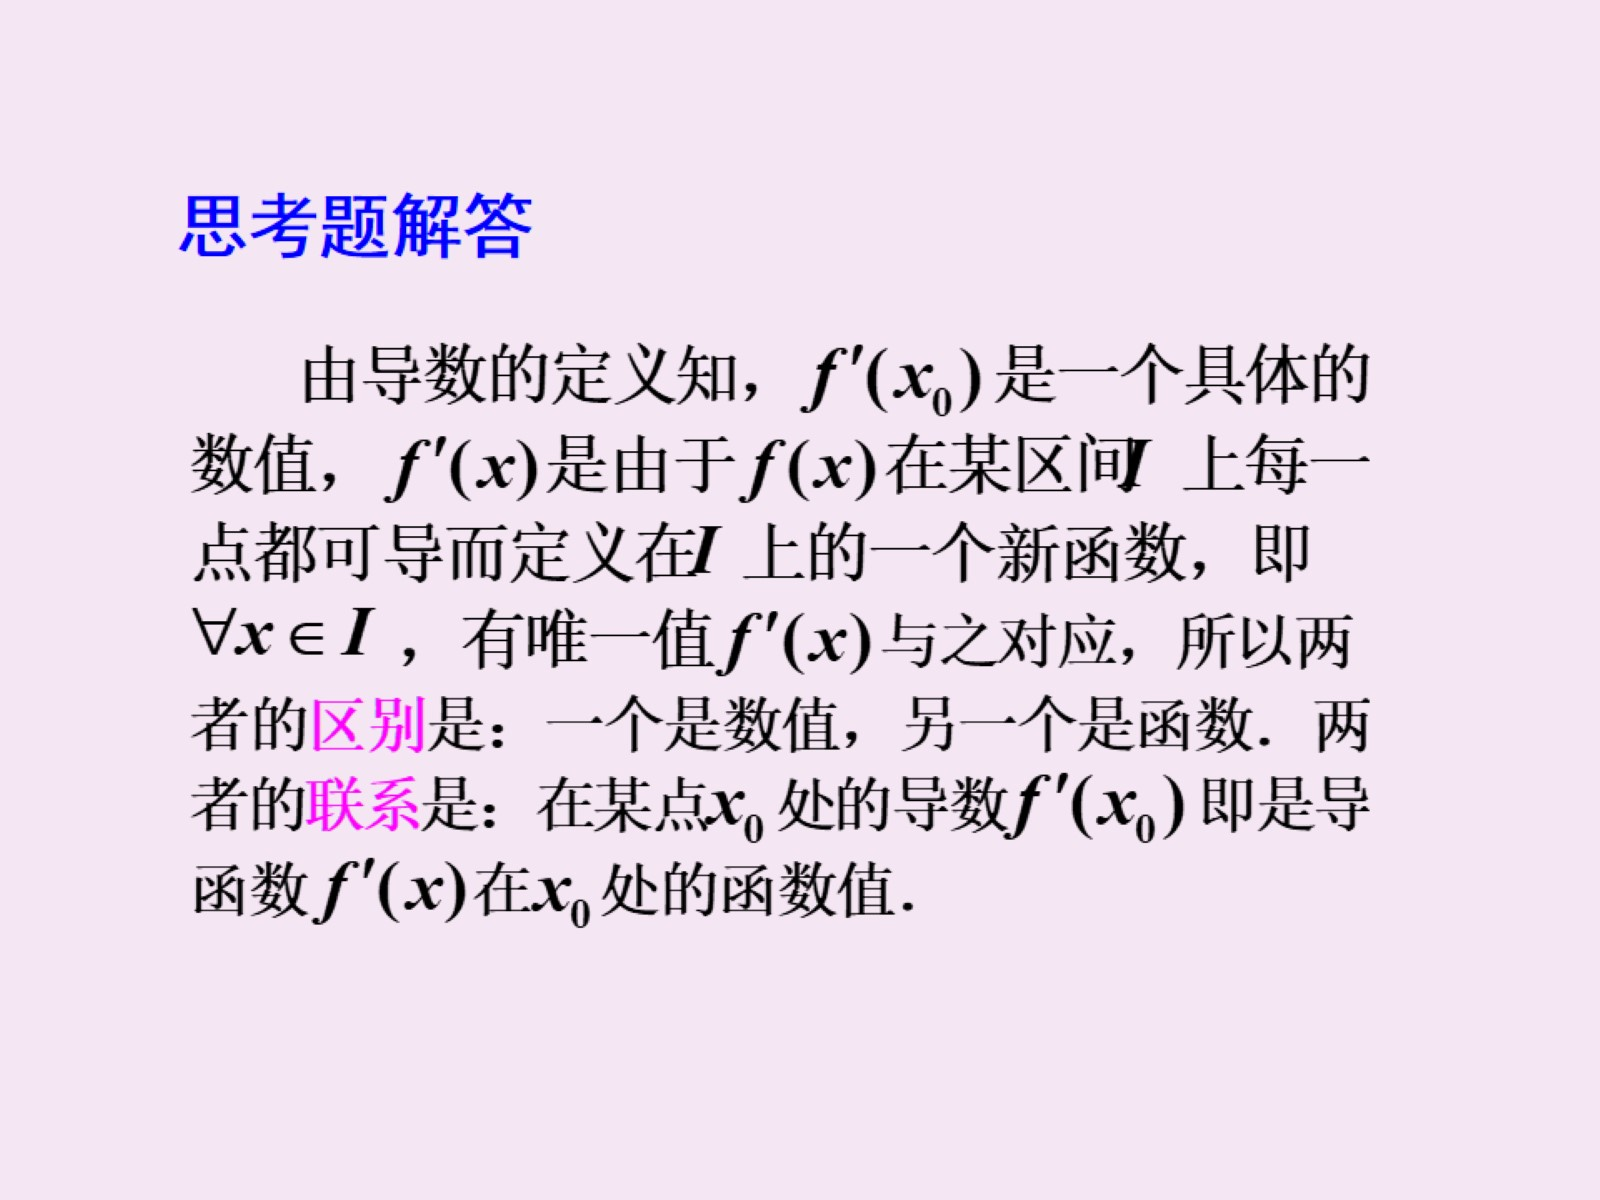 思考题解答
由导数的定义知，f′(x₀)是一个具体的
数值，f′(x)是由于f(x)在某区间I 上每一
点都可导而定义在I 上的一个新函数，即
∀x∈I ，有唯一值f′(x)与之对应，所以两
者的区别是：一个是数值，另一个是函数．两
者的联系是：在某点x₀处的导数f′(x₀)即是导
函数f′(x)在x₀处的函数值．